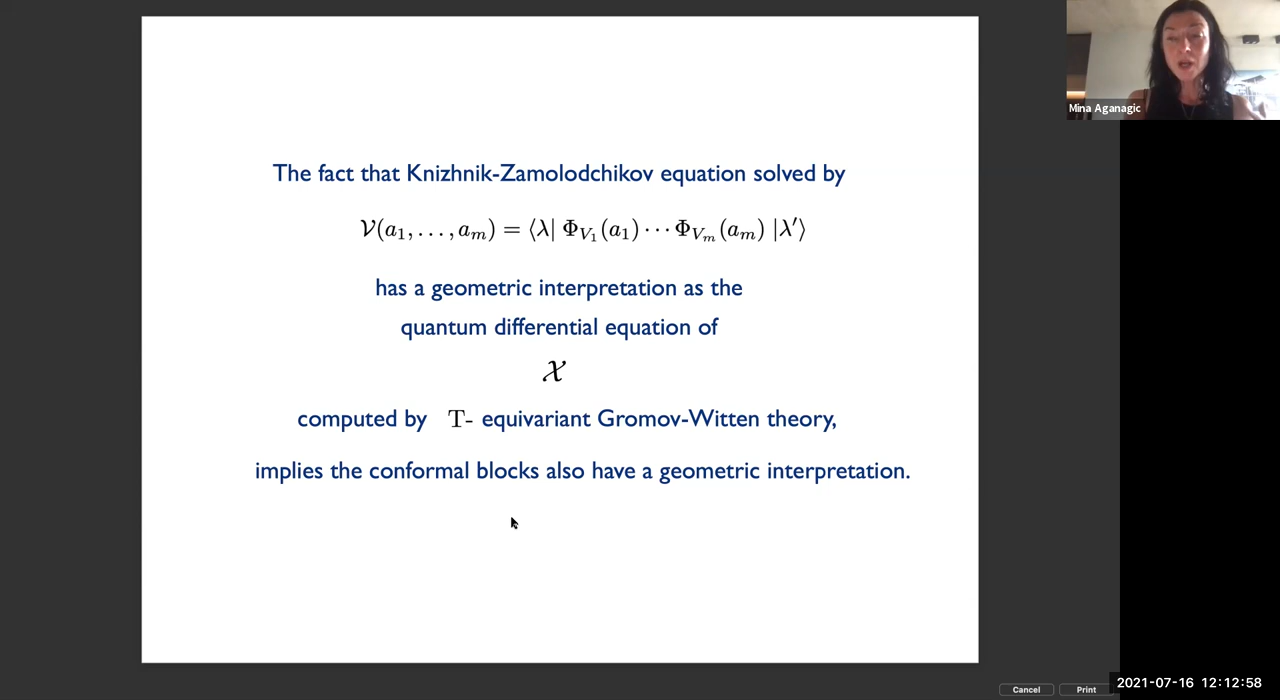 The fact that Knizhnik-Zamolodchikov equation solved by
𝒱(a₁, . . . , aₘ) = ⟨λ| Φ_{V₁}(a₁) · · · Φ_{Vₘ}(aₘ) |λ′⟩
has a geometric interpretation as the
quantum differential equation of
𝒳
computed by T- equivariant Gromov-Witten theory,
implies the conformal blocks also have a geometric interpretation.
Mina Aganagic
Cancel
Print
2021-07-16 12:12:58